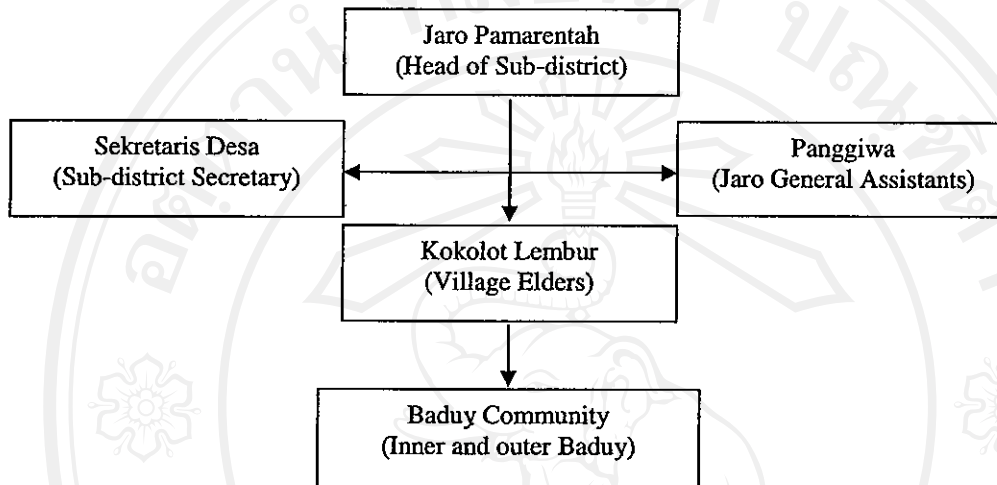 Jaro Pamarentah
(Head of Sub-district)
Sekretaris Desa
(Sub-district Secretary)
Panggiwa
(Jaro General Assistants)
Kokolot Lembur
(Village Elders)
Baduy Community
(Inner and outer Baduy)